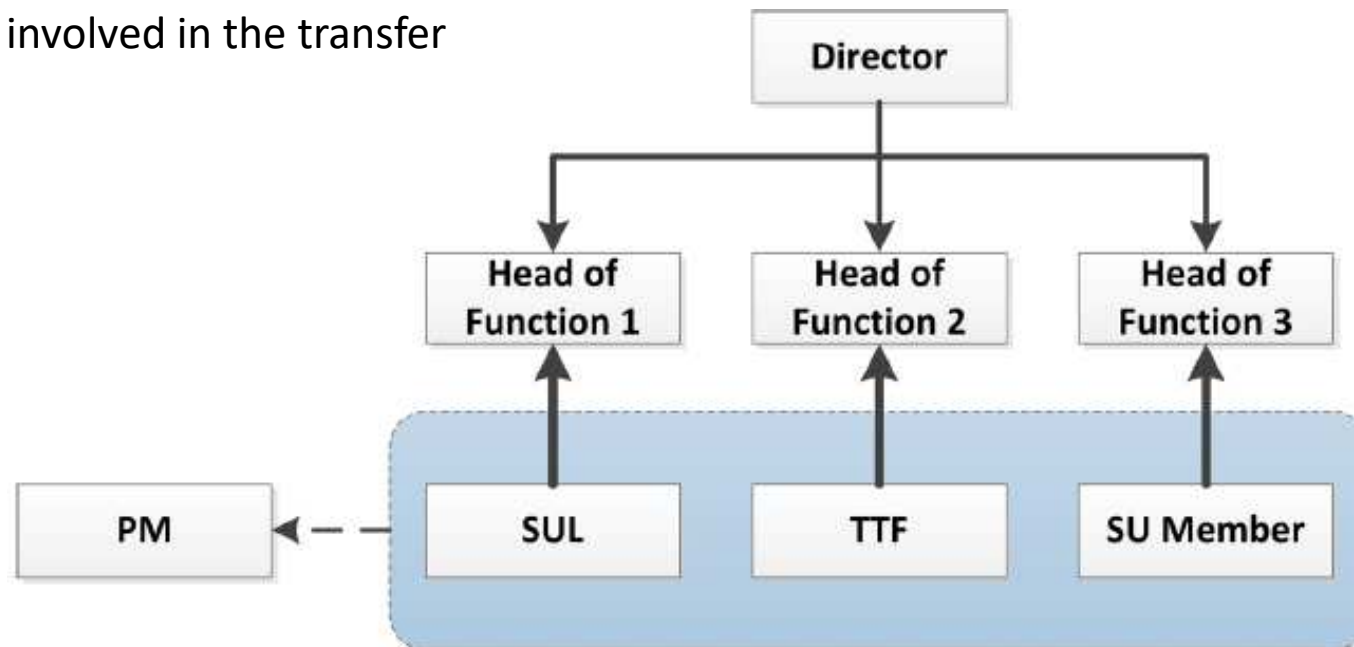 involved in the transfer
Director
Head of
Function 1
Head of
Function 2
Head of
Function 3
PM
SUL
TTF
SU Member